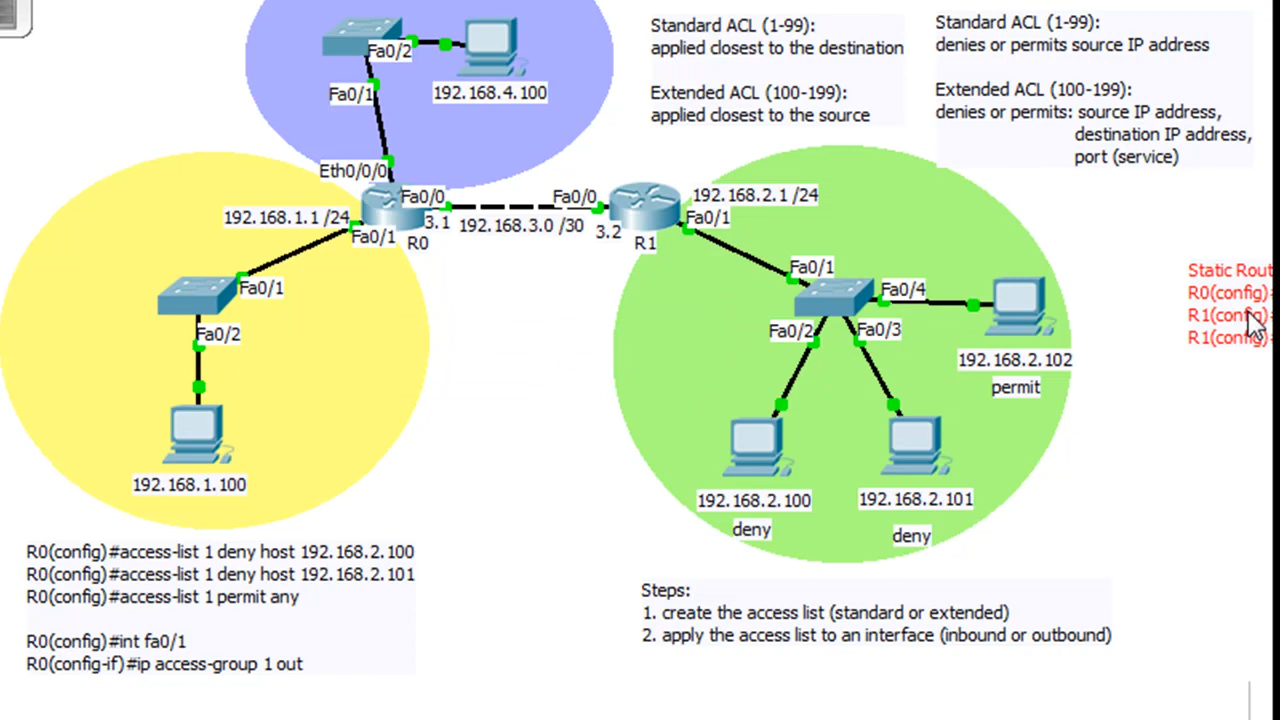 Standard ACL (1-99):
applied closest to the destination
Extended ACL (100-199):
applied closest to the source
Standard ACL (1-99):
denies or permits source IP address
Extended ACL (100-199):
denies or permits: source IP address,
destination IP address,
port (service)
Fa0/2
Fa0/1
192.168.4.100
Eth0/0/0
Fa0/0
Fa0/0
192.168.2.1 /24
192.168.1.1 /24
3.1
192.168.3.0 /30
3.2
Fa0/1
Fa0/1
R0
R1
Fa0/1
Fa0/1
Fa0/4
Fa0/2
Fa0/2
Fa0/3
192.168.2.102
permit
192.168.1.100
192.168.2.100
deny
192.168.2.101
deny
Static Rout
R0(config)#
R1(config)#
R1(config)#
R0(config)#access-list 1 deny host 192.168.2.100
R0(config)#access-list 1 deny host 192.168.2.101
R0(config)#access-list 1 permit any
R0(config)#int fa0/1
R0(config-if)#ip access-group 1 out
Steps:
1. create the access list (standard or extended)
2. apply the access list to an interface (inbound or outbound)